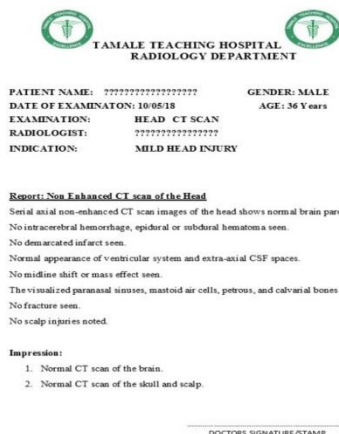 TAMALE TEACHING HOSPITAL
RADIOLOGY DEPARTMENT
PATIENT NAME: ?????????????????? GENDER: MALE
DATE OF EXAMINATON: 10/05/18 AGE: 36 Years
EXAMINATION: HEAD CT SCAN
RADIOLOGIST: ????????????????
INDICATION: MILD HEAD INJURY
Report: Non Enhanced CT scan of the Head
Serial axial non-enhanced CT scan images of the head shows normal brain pare
No intracerebral hemorrhage, epidural or subdural hematoma seen.
No demarcated infarct seen.
Normal appearance of ventricular system and extra-axial CSF spaces.
No midline shift or mass effect seen.
The visualized paranasal sinuses, mastoid air cells, petrous, and calvarial bones
No fracture seen.
No scalp injuries noted.
Impression:
1. Normal CT scan of the brain.
2. Normal CT scan of the skull and scalp.
DOCTORS SIGNATURE/STAMP